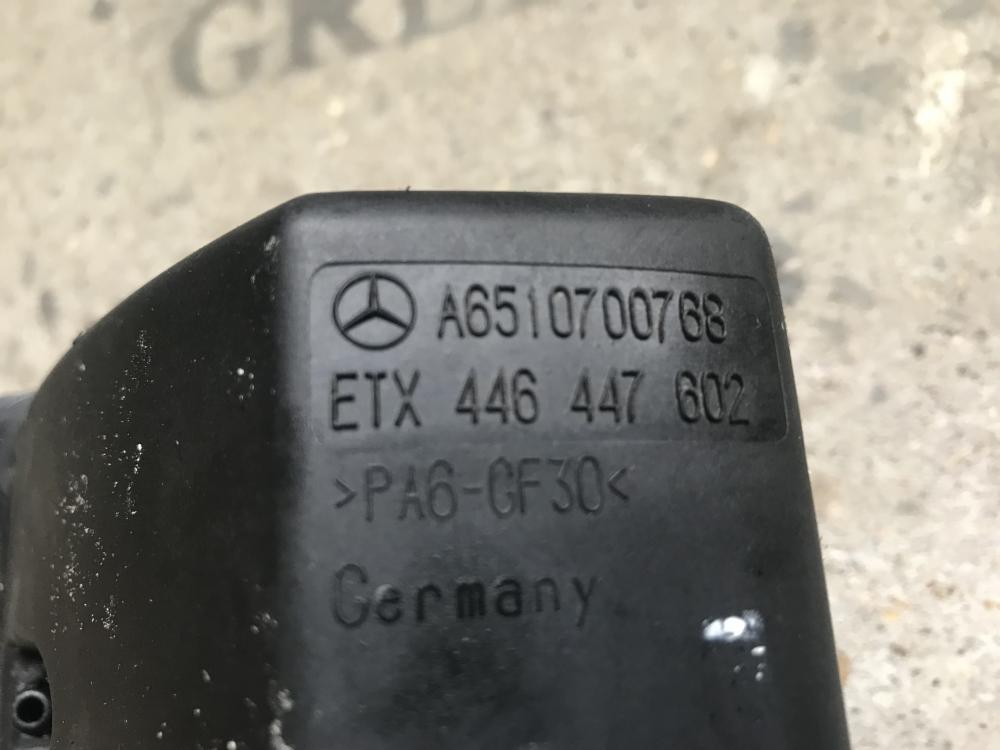 A6510700768
ETX 446 447 602
>PA6-GF30<
Germany